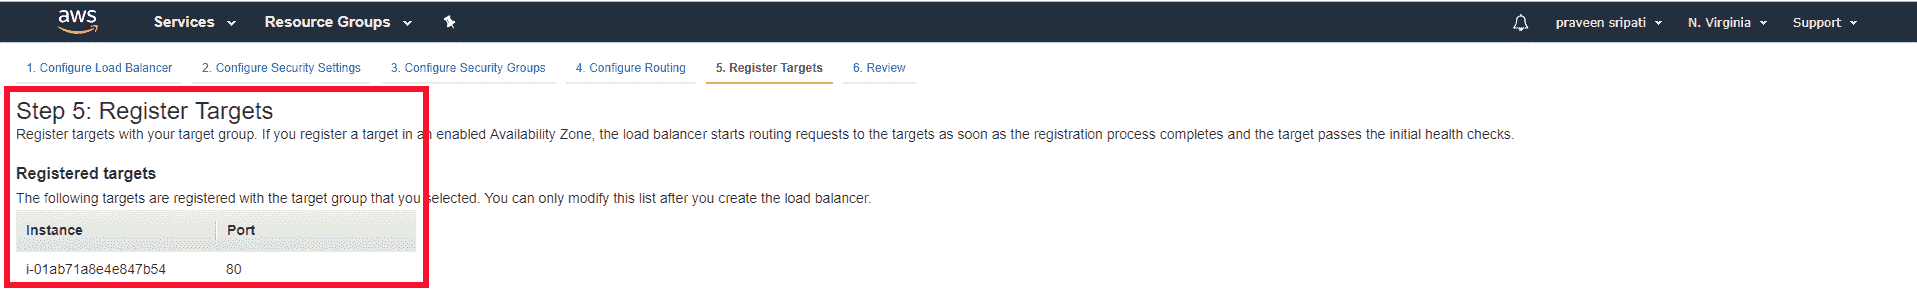 aws Services Resource Groups praveen sripati N. Virginia Support
1. Configure Load Balancer 2. Configure Security Settings 3. Configure Security Groups 4. Configure Routing 5. Register Targets 6. Review
Step 5: Register Targets
Register targets with your target group. If you register a target in an enabled Availability Zone, the load balancer starts routing requests to the targets as soon as the registration process completes and the target passes the initial health checks.
Registered targets
The following targets are registered with the target group that you selected. You can only modify this list after you create the load balancer.
Instance Port
i-01ab71a8e4e847b54 80